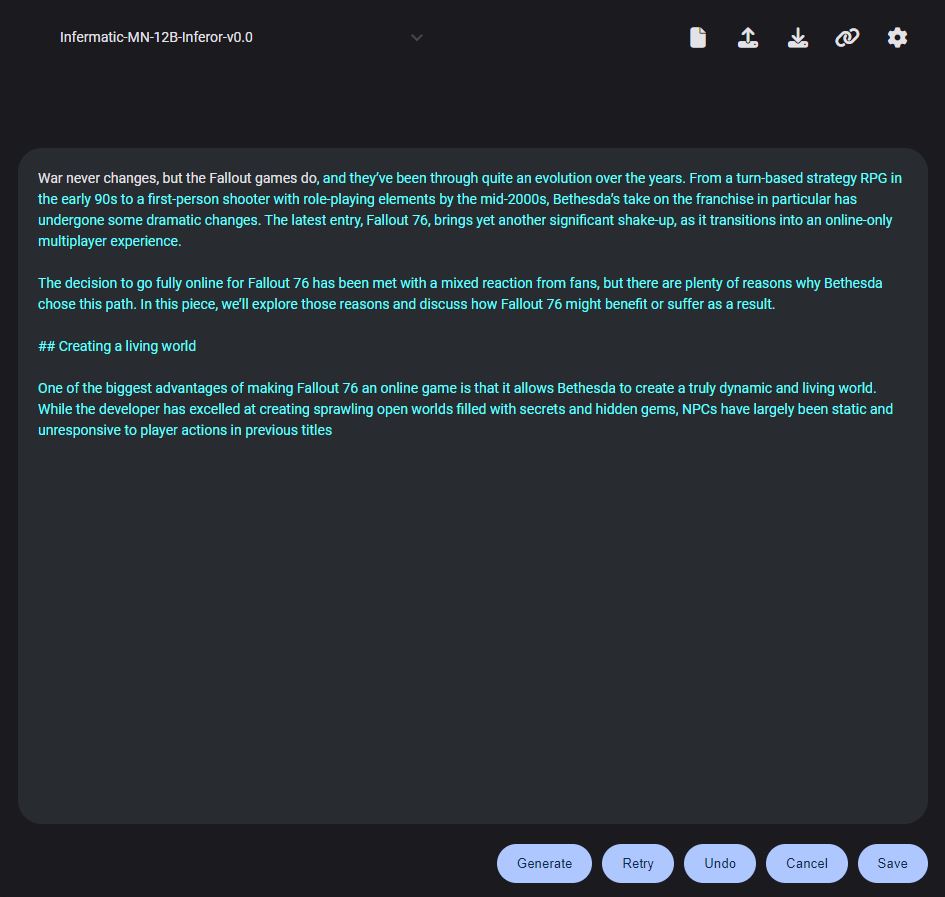 Infermatic-MN-12B-Inferor-v0.0
War never changes, but the Fallout games do, and they’ve been through quite an evolution over the years. From a turn-based strategy RPG in
the early 90s to a first-person shooter with role-playing elements by the mid-2000s, Bethesda’s take on the franchise in particular has
undergone some dramatic changes. The latest entry, Fallout 76, brings yet another significant shake-up, as it transitions into an online-only
multiplayer experience.
The decision to go fully online for Fallout 76 has been met with a mixed reaction from fans, but there are plenty of reasons why Bethesda
chose this path. In this piece, we’ll explore those reasons and discuss how Fallout 76 might benefit or suffer as a result.
## Creating a living world
One of the biggest advantages of making Fallout 76 an online game is that it allows Bethesda to create a truly dynamic and living world.
While the developer has excelled at creating sprawling open worlds filled with secrets and hidden gems, NPCs have largely been static and
unresponsive to player actions in previous titles
Generate Retry Undo Cancel Save